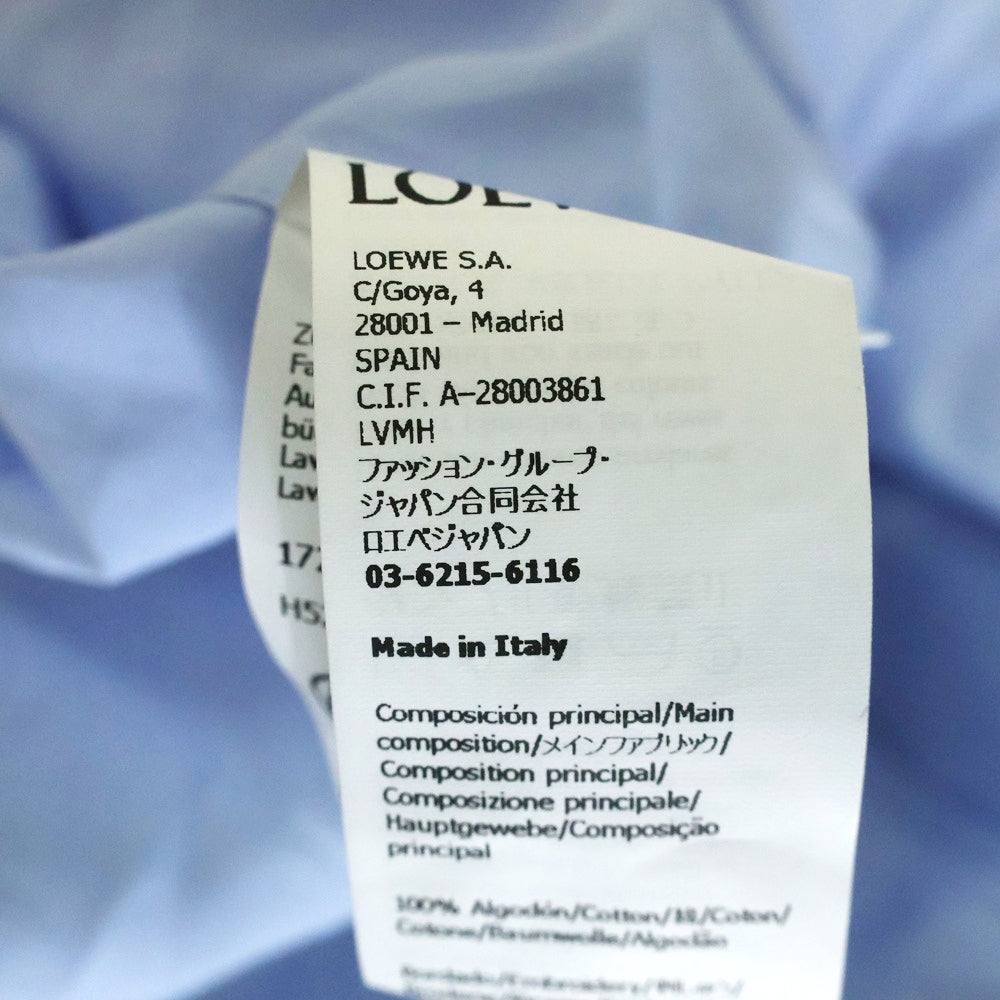 LOEWE S.A.
C/Goya, 4
28001 – Madrid
SPAIN
C.I.F. A–28003861
LVMH
ファッション・グループ・
ジャパン合同会社
ロエベジャパン
03-6215-6116
Made in Italy
Composición principal/Main
composition/メインファブリック/
Composition principal/
Composizione principale/
Hauptgewebe/Composição
principal
100% Algodón/Cotton/綿/Coton/
Cotone/Baumwolle/Algodão